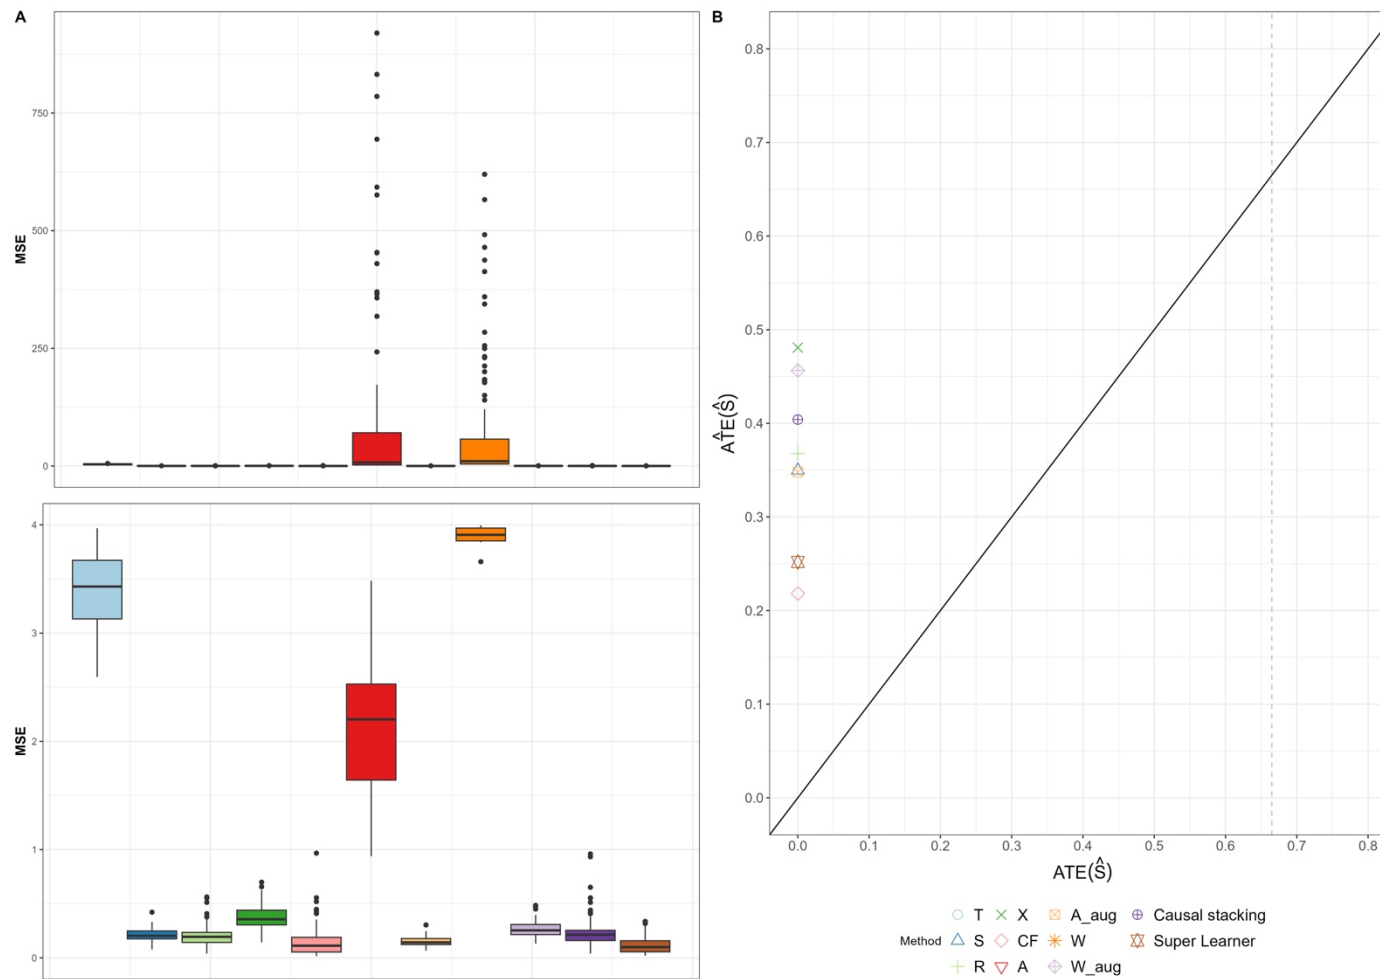 A
MSE
750
500
250
0
MSE
4
3
2
1
0
B
ATE(Ŝ)^
0.8
0.7
0.6
0.5
0.4
0.3
0.2
0.1
0.0
0.0 0.1 0.2 0.3 0.4 0.5 0.6 0.7 0.8
ATE(Ŝ)
Method
T X A_aug Causal stacking
S CF W Super Learner
R A W_aug